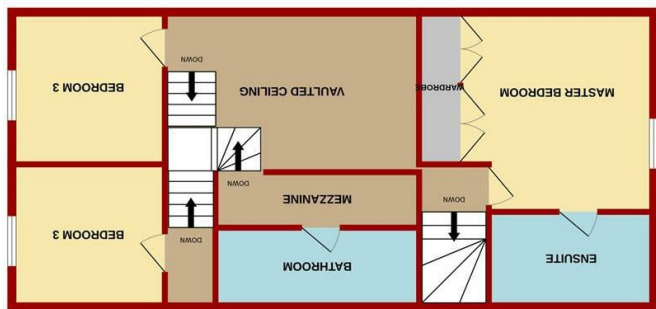 ENSUITE
BATHROOM
DOWN
BEDROOM 3
MEZZANINE
DOWN
DOWN
MASTER BEDROOM
WARDROBE
VAULTED CEILING
BEDROOM 3
DOWN